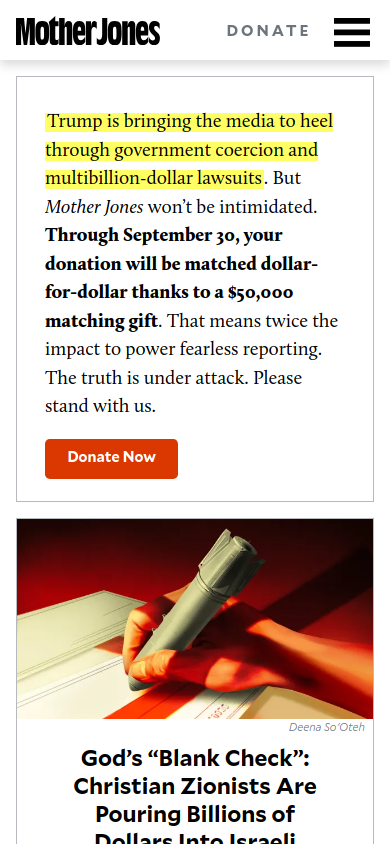 Mother Jones
DONATE
Trump is bringing the media to heel
through government coercion and
multibillion-dollar lawsuits. But
Mother Jones won’t be intimidated.
Through September 30, your
donation will be matched dollar-
for-dollar thanks to a $50,000
matching gift. That means twice the
impact to power fearless reporting.
The truth is under attack. Please
stand with us.
Donate Now
Deena So’Oteh
God’s “Blank Check”:
Christian Zionists Are
Pouring Billions of
Dollars Into Israeli